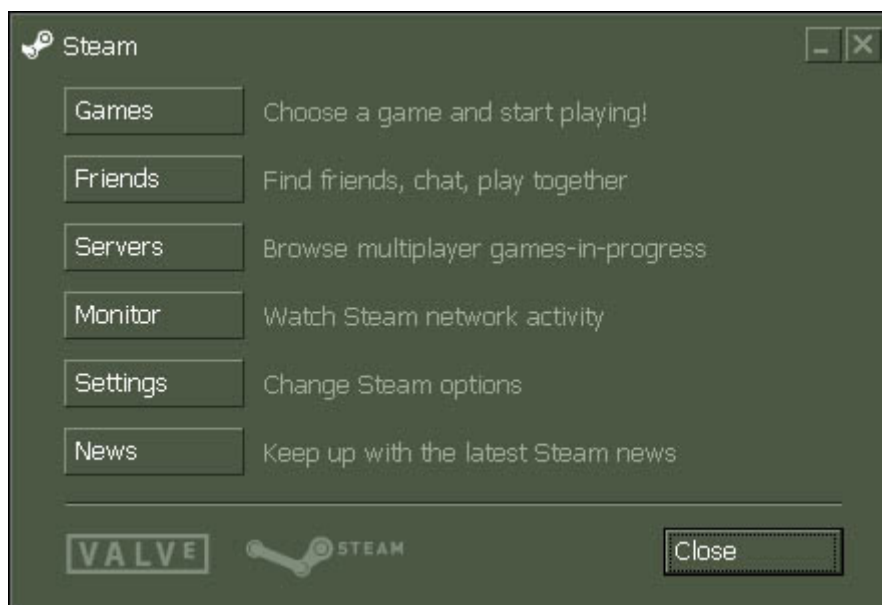 Steam
Games Choose a game and start playing!
Friends Find friends, chat, play together
Servers Browse multiplayer games-in-progress
Monitor Watch Steam network activity
Settings Change Steam options
News Keep up with the latest Steam news
VALVE STEAM Close